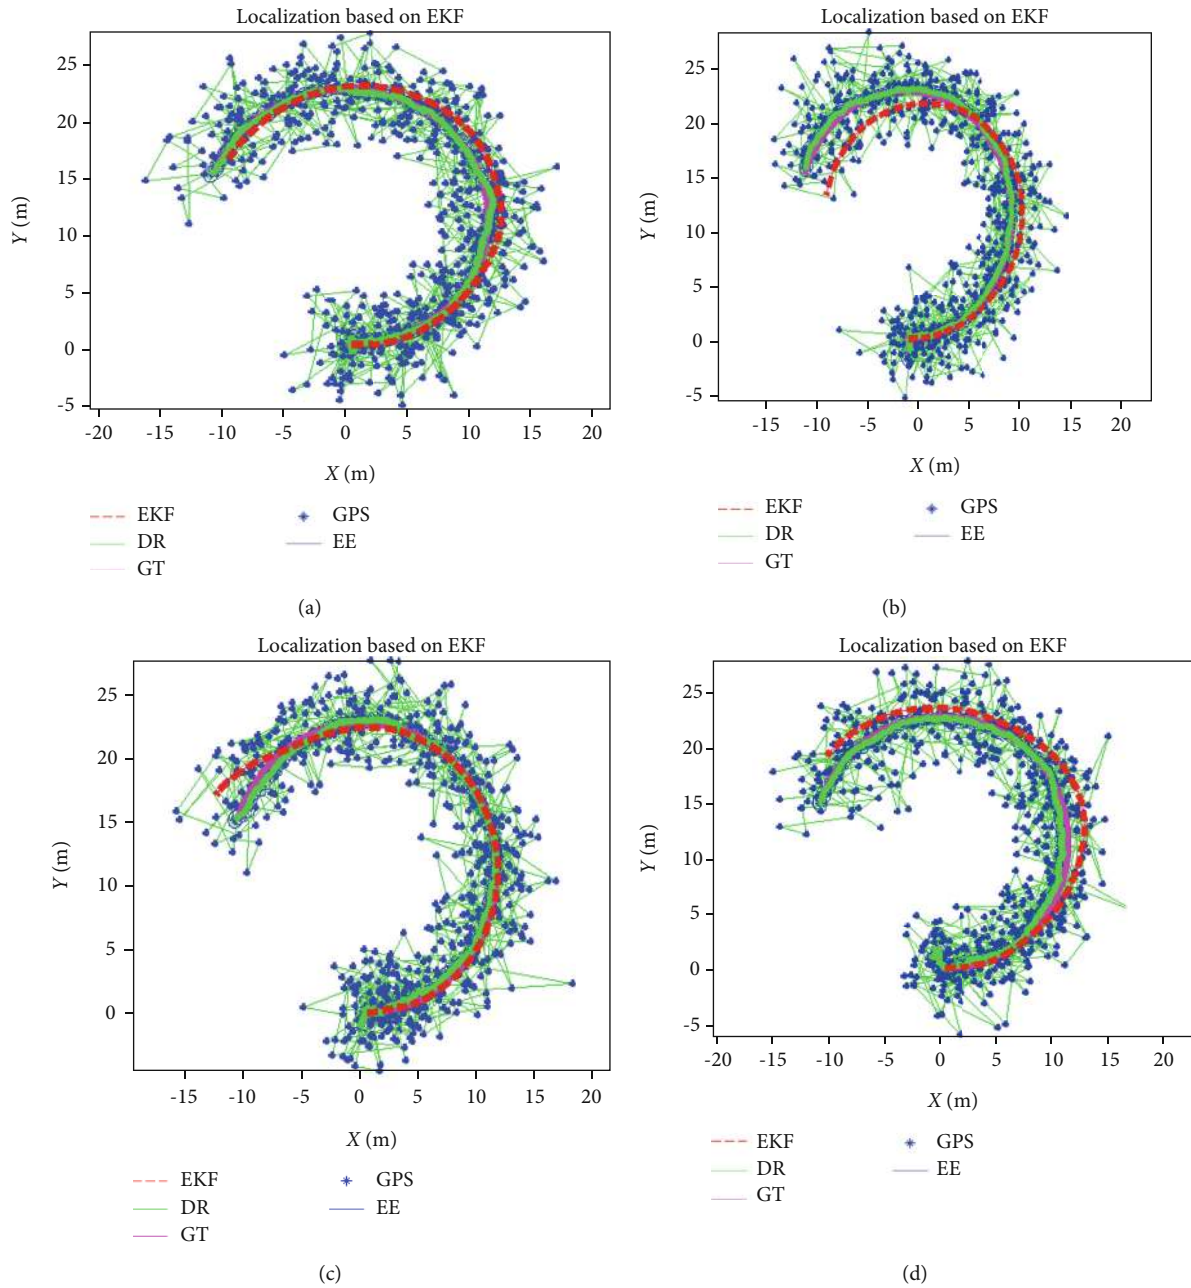 Localization based on EKF
25
20
15
10
5
0
-5
Y (m)
-20 -15 -10 -5 0 5 10 15 20
X (m)
EKF
DR
GT
GPS
EE
(a)
Localization based on EKF
25
20
15
10
5
0
-5
Y (m)
-15 -10 -5 0 5 10 15 20
X (m)
EKF
DR
GT
GPS
EE
(b)
Localization based on EKF
25
20
15
10
5
0
Y (m)
-15 -10 -5 0 5 10 15 20
X (m)
EKF
DR
GT
GPS
EE
(c)
Localization based on EKF
25
20
15
10
5
0
-5
Y (m)
-20 -15 -10 -5 0 5 10 15 20
X (m)
EKF
DR
GT
GPS
EE
(d)